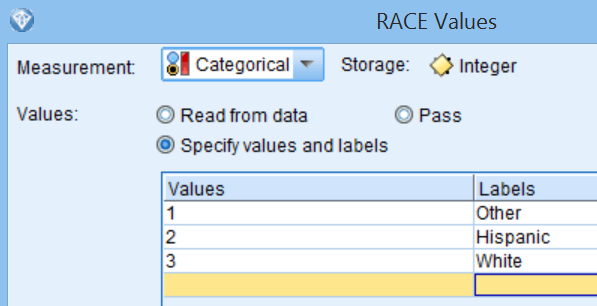 RACE Values
Measurement: Categorical Storage: Integer
Values: Read from data Pass
Specify values and labels
Values Labels
1 Other
2 Hispanic
3 White